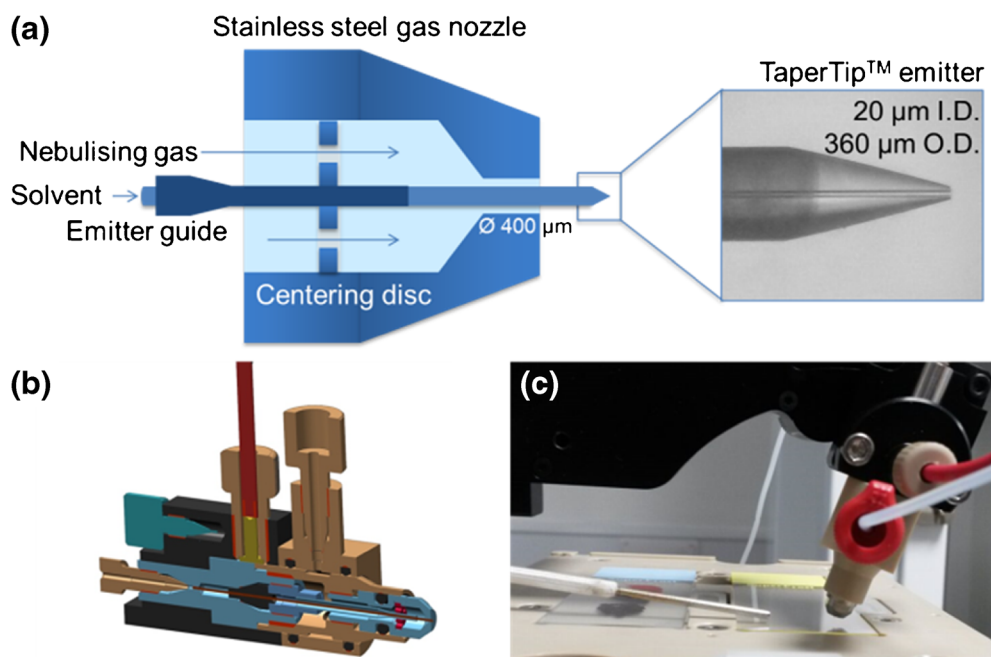 (a)
Stainless steel gas nozzle
TaperTip™ emitter
20 µm I.D.
360 µm O.D.
Nebulising gas
Solvent
Emitter guide
Ø 400 µm
Centering disc
(b)
(c)